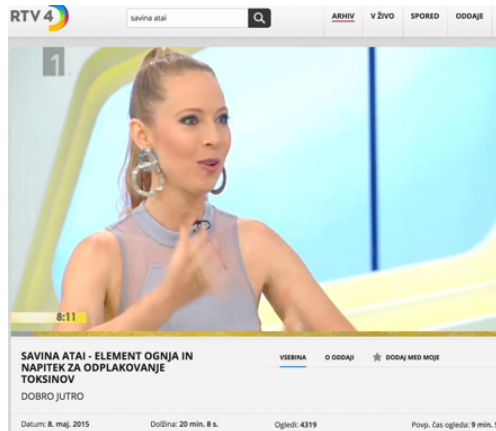 RTV 4
savina atai
ARHIV V ŽIVO SPORED ODDAJE
1
8:11
SAVINA ATAI - ELEMENT OGNJA IN
NAPITEK ZA ODPLAKOVANJE
TOKSINOV
VSEBINA O ODDAJI DODAJ MED MOJE
DOBRO JUTRO
Datum: 8. maj. 2015 Dolžina: 20 min. 8 s. Ogledi: 4319 Povp. čas ogleda: 9 min.